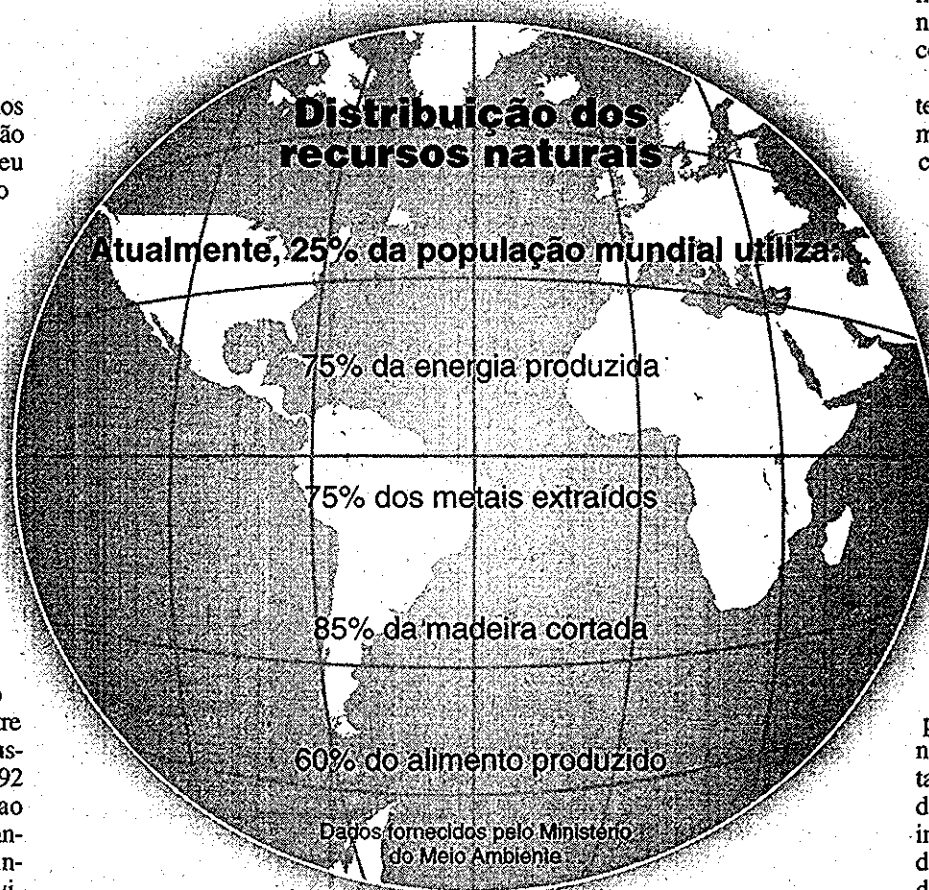 Distribuição dos
recursos naturais
Atualmente, 25% da população mundial utiliza:
75% da energia produzida
75% dos metais extraídos
85% da madeira cortada
60% do alimento produzido
Dados fornecidos pelo Ministério
do Meio Ambiente